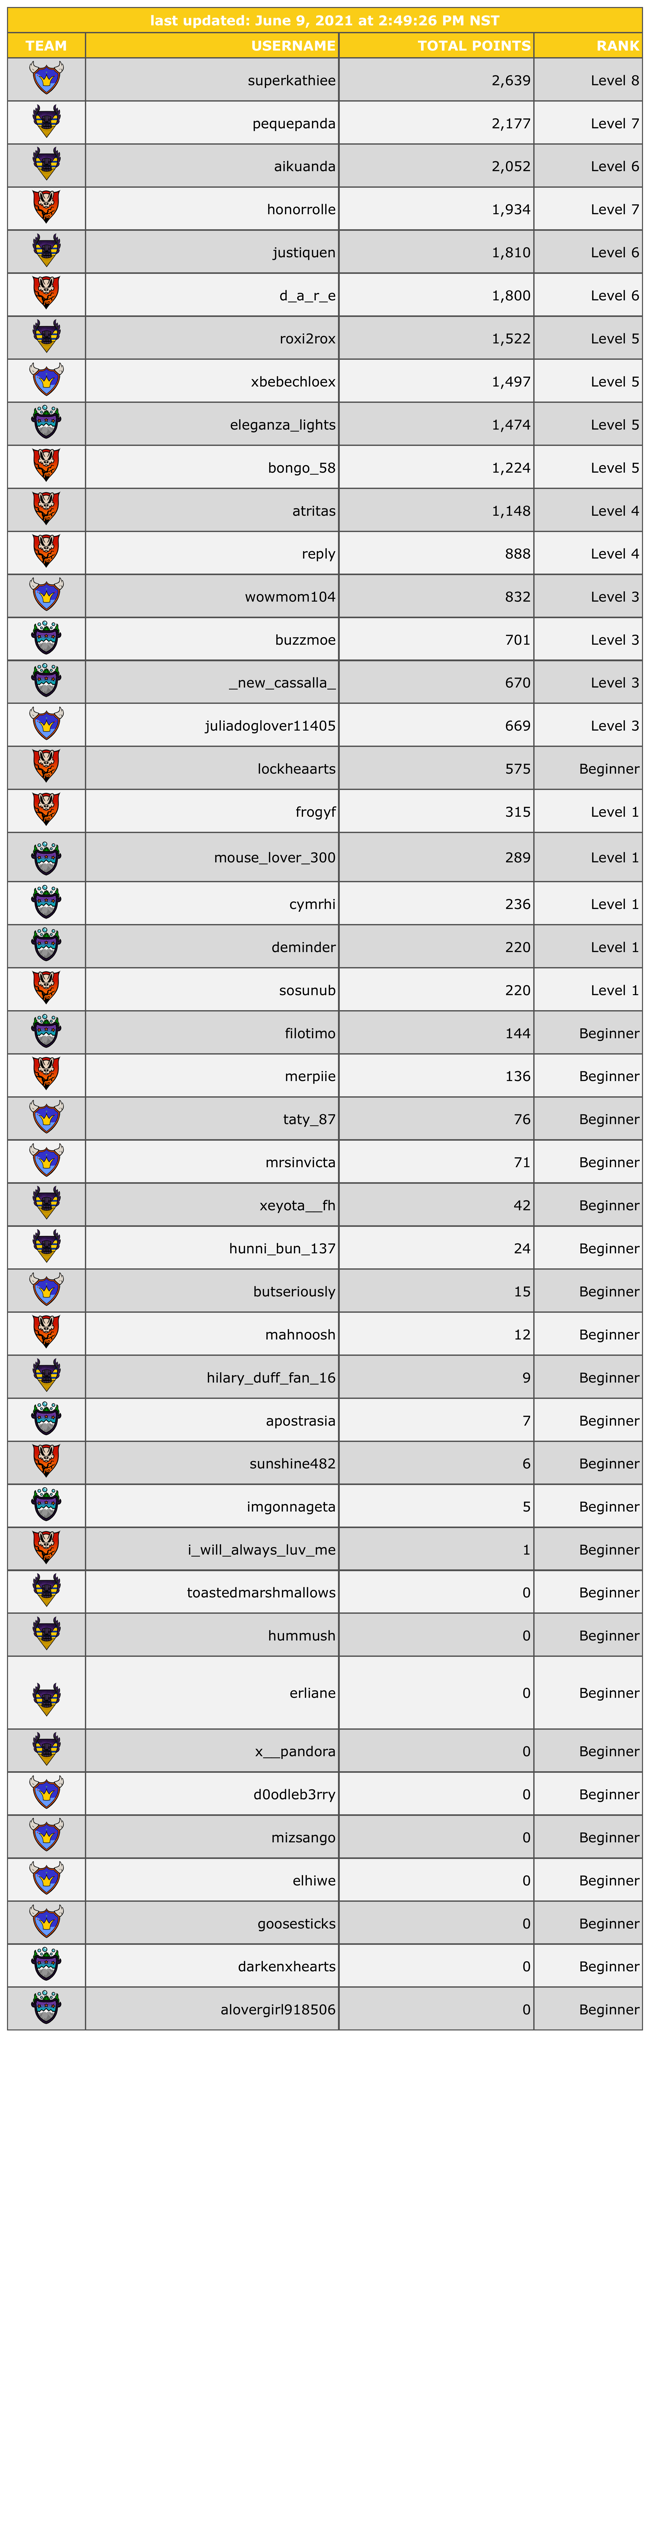 last updated: June 9, 2021 at 2:49:26 PM NST
TEAM USERNAME TOTAL POINTS RANK
superkathiee 2,639 Level 8
pequepanda 2,177 Level 7
aikuanda 2,052 Level 6
honorrolle 1,934 Level 7
justiquen 1,810 Level 6
d_a_r_e 1,800 Level 6
roxi2rox 1,522 Level 5
xbebechloex 1,497 Level 5
eleganza_lights 1,474 Level 5
bongo_58 1,224 Level 5
atritas 1,148 Level 4
reply 888 Level 4
wowmom104 832 Level 3
buzzmoe 701 Level 3
_new_cassalla_ 670 Level 3
juliadoglover11405 669 Level 3
lockheaarts 575 Beginner
frogyf 315 Level 1
mouse_lover_300 289 Level 1
cymrhi 236 Level 1
deminder 220 Level 1
sosunub 220 Level 1
filotimo 144 Beginner
merpiie 136 Beginner
taty_87 76 Beginner
mrsinvicta 71 Beginner
xeyota__fh 42 Beginner
hunni_bun_137 24 Beginner
butseriously 15 Beginner
mahnoosh 12 Beginner
hilary_duff_fan_16 9 Beginner
apostrasia 7 Beginner
sunshine482 6 Beginner
imgonnageta 5 Beginner
i_will_always_luv_me 1 Beginner
toastedmarshmallows 0 Beginner
hummush 0 Beginner
erliane 0 Beginner
x__pandora 0 Beginner
d0odleb3rry 0 Beginner
mizsango 0 Beginner
elhiwe 0 Beginner
goosesticks 0 Beginner
darkenxhearts 0 Beginner
alovergirl918506 0 Beginner